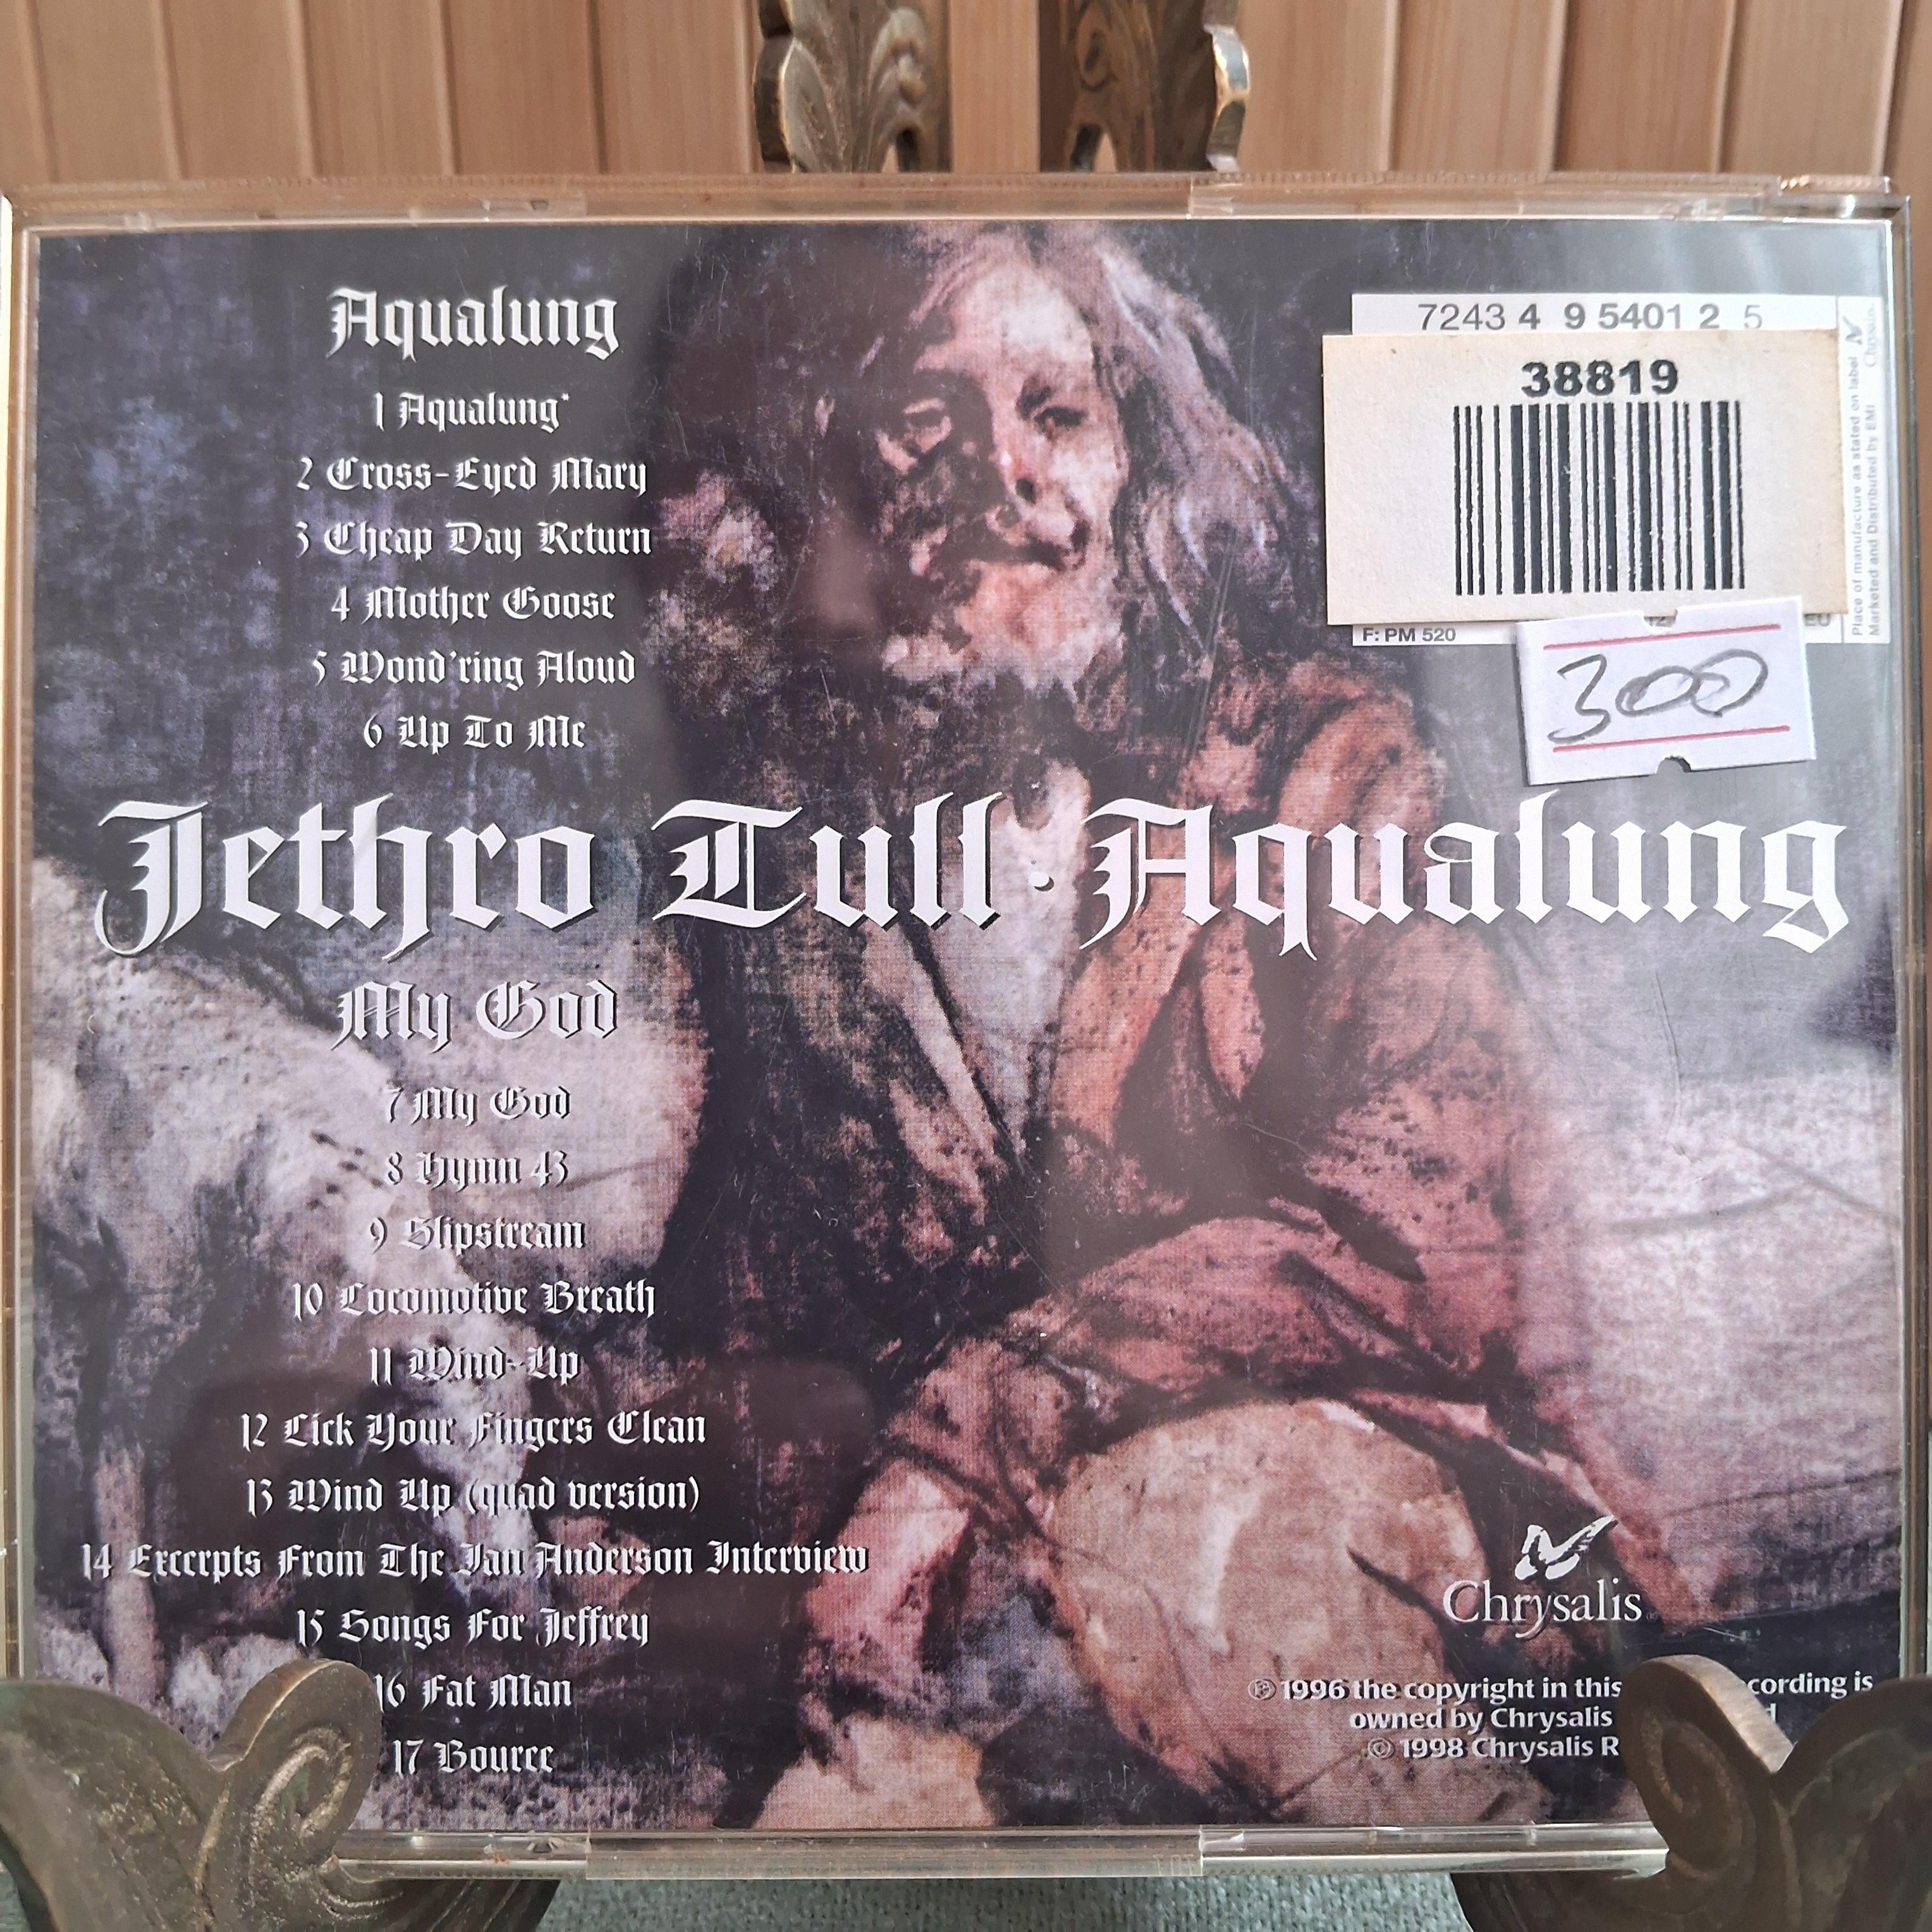 Aqualung
1 Aqualung*
2 Cross-Eyed Mary
3 Cheap Day Return
4 Mother Goose
5 Wond'ring Aloud
6 Up To Me
7243 4 9 5401 2 5
38819
Chrysalis
Place of manufacture as stated on label
Marketed and Distributed by EMI
F: PM 520
EU
300
Jethro Tull · Aqualung
My God
7 My God
8 Hymn 43
9 Slipstream
10 Locomotive Breath
11 Wind-Up
12 Lick Your Fingers Clean
13 Wind Up (quad version)
14 Excerpts From The Ian Anderson Interview
15 Songs For Jeffrey
16 Fat Man
17 Bouree
Chrysalis
℗ 1996 the copyright in this cording is
owned by Chrysalis
© 1998 Chrysalis R